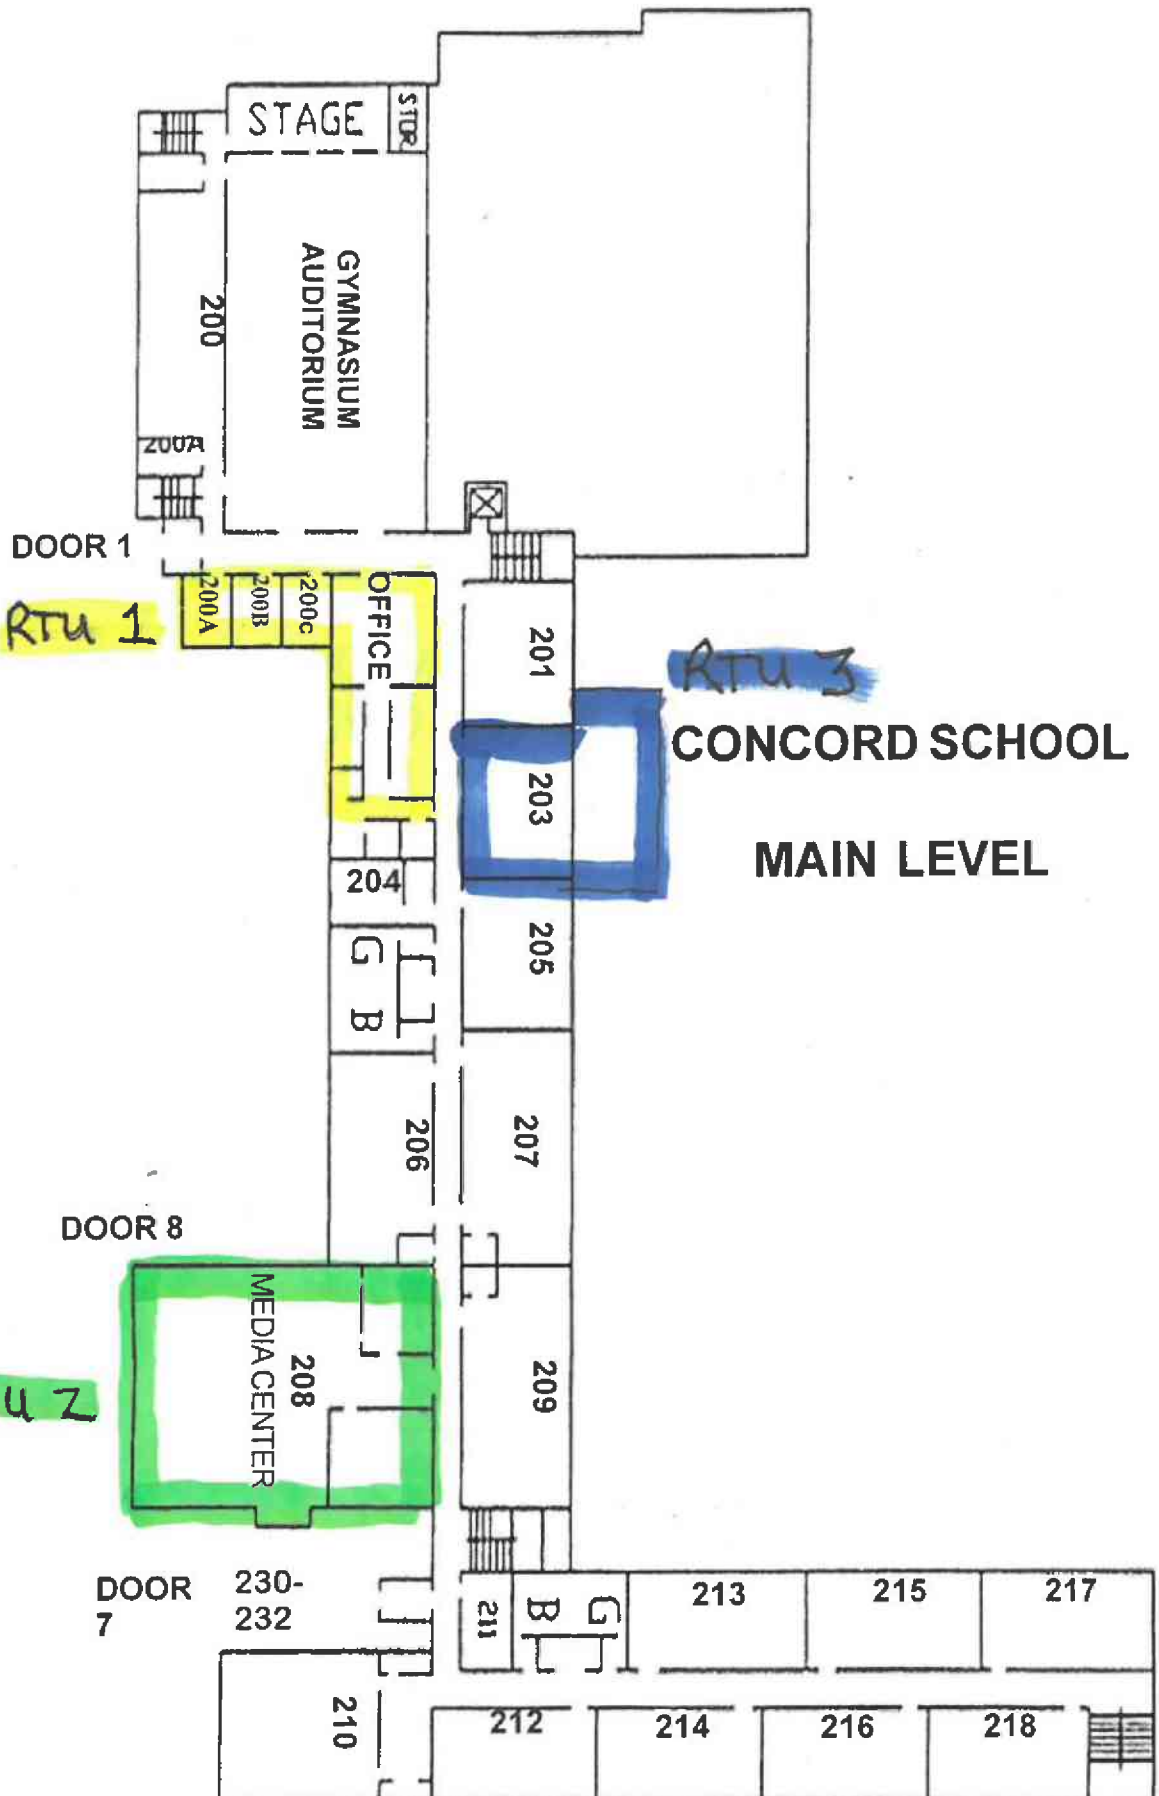 STAGE
STOR
GYMNASIUM
AUDITORIUM
200
200A
DOOR 1
200A
200B
200c
OFFICE
RTU 1
201
RTU 3
CONCORD SCHOOL
203
MAIN LEVEL
204
205
G
B
206
207
DOOR 8
MEDIA CENTER
208
209
U 2
DOOR
7
230-
232
211
B
G
213
215
217
210
212
214
216
218